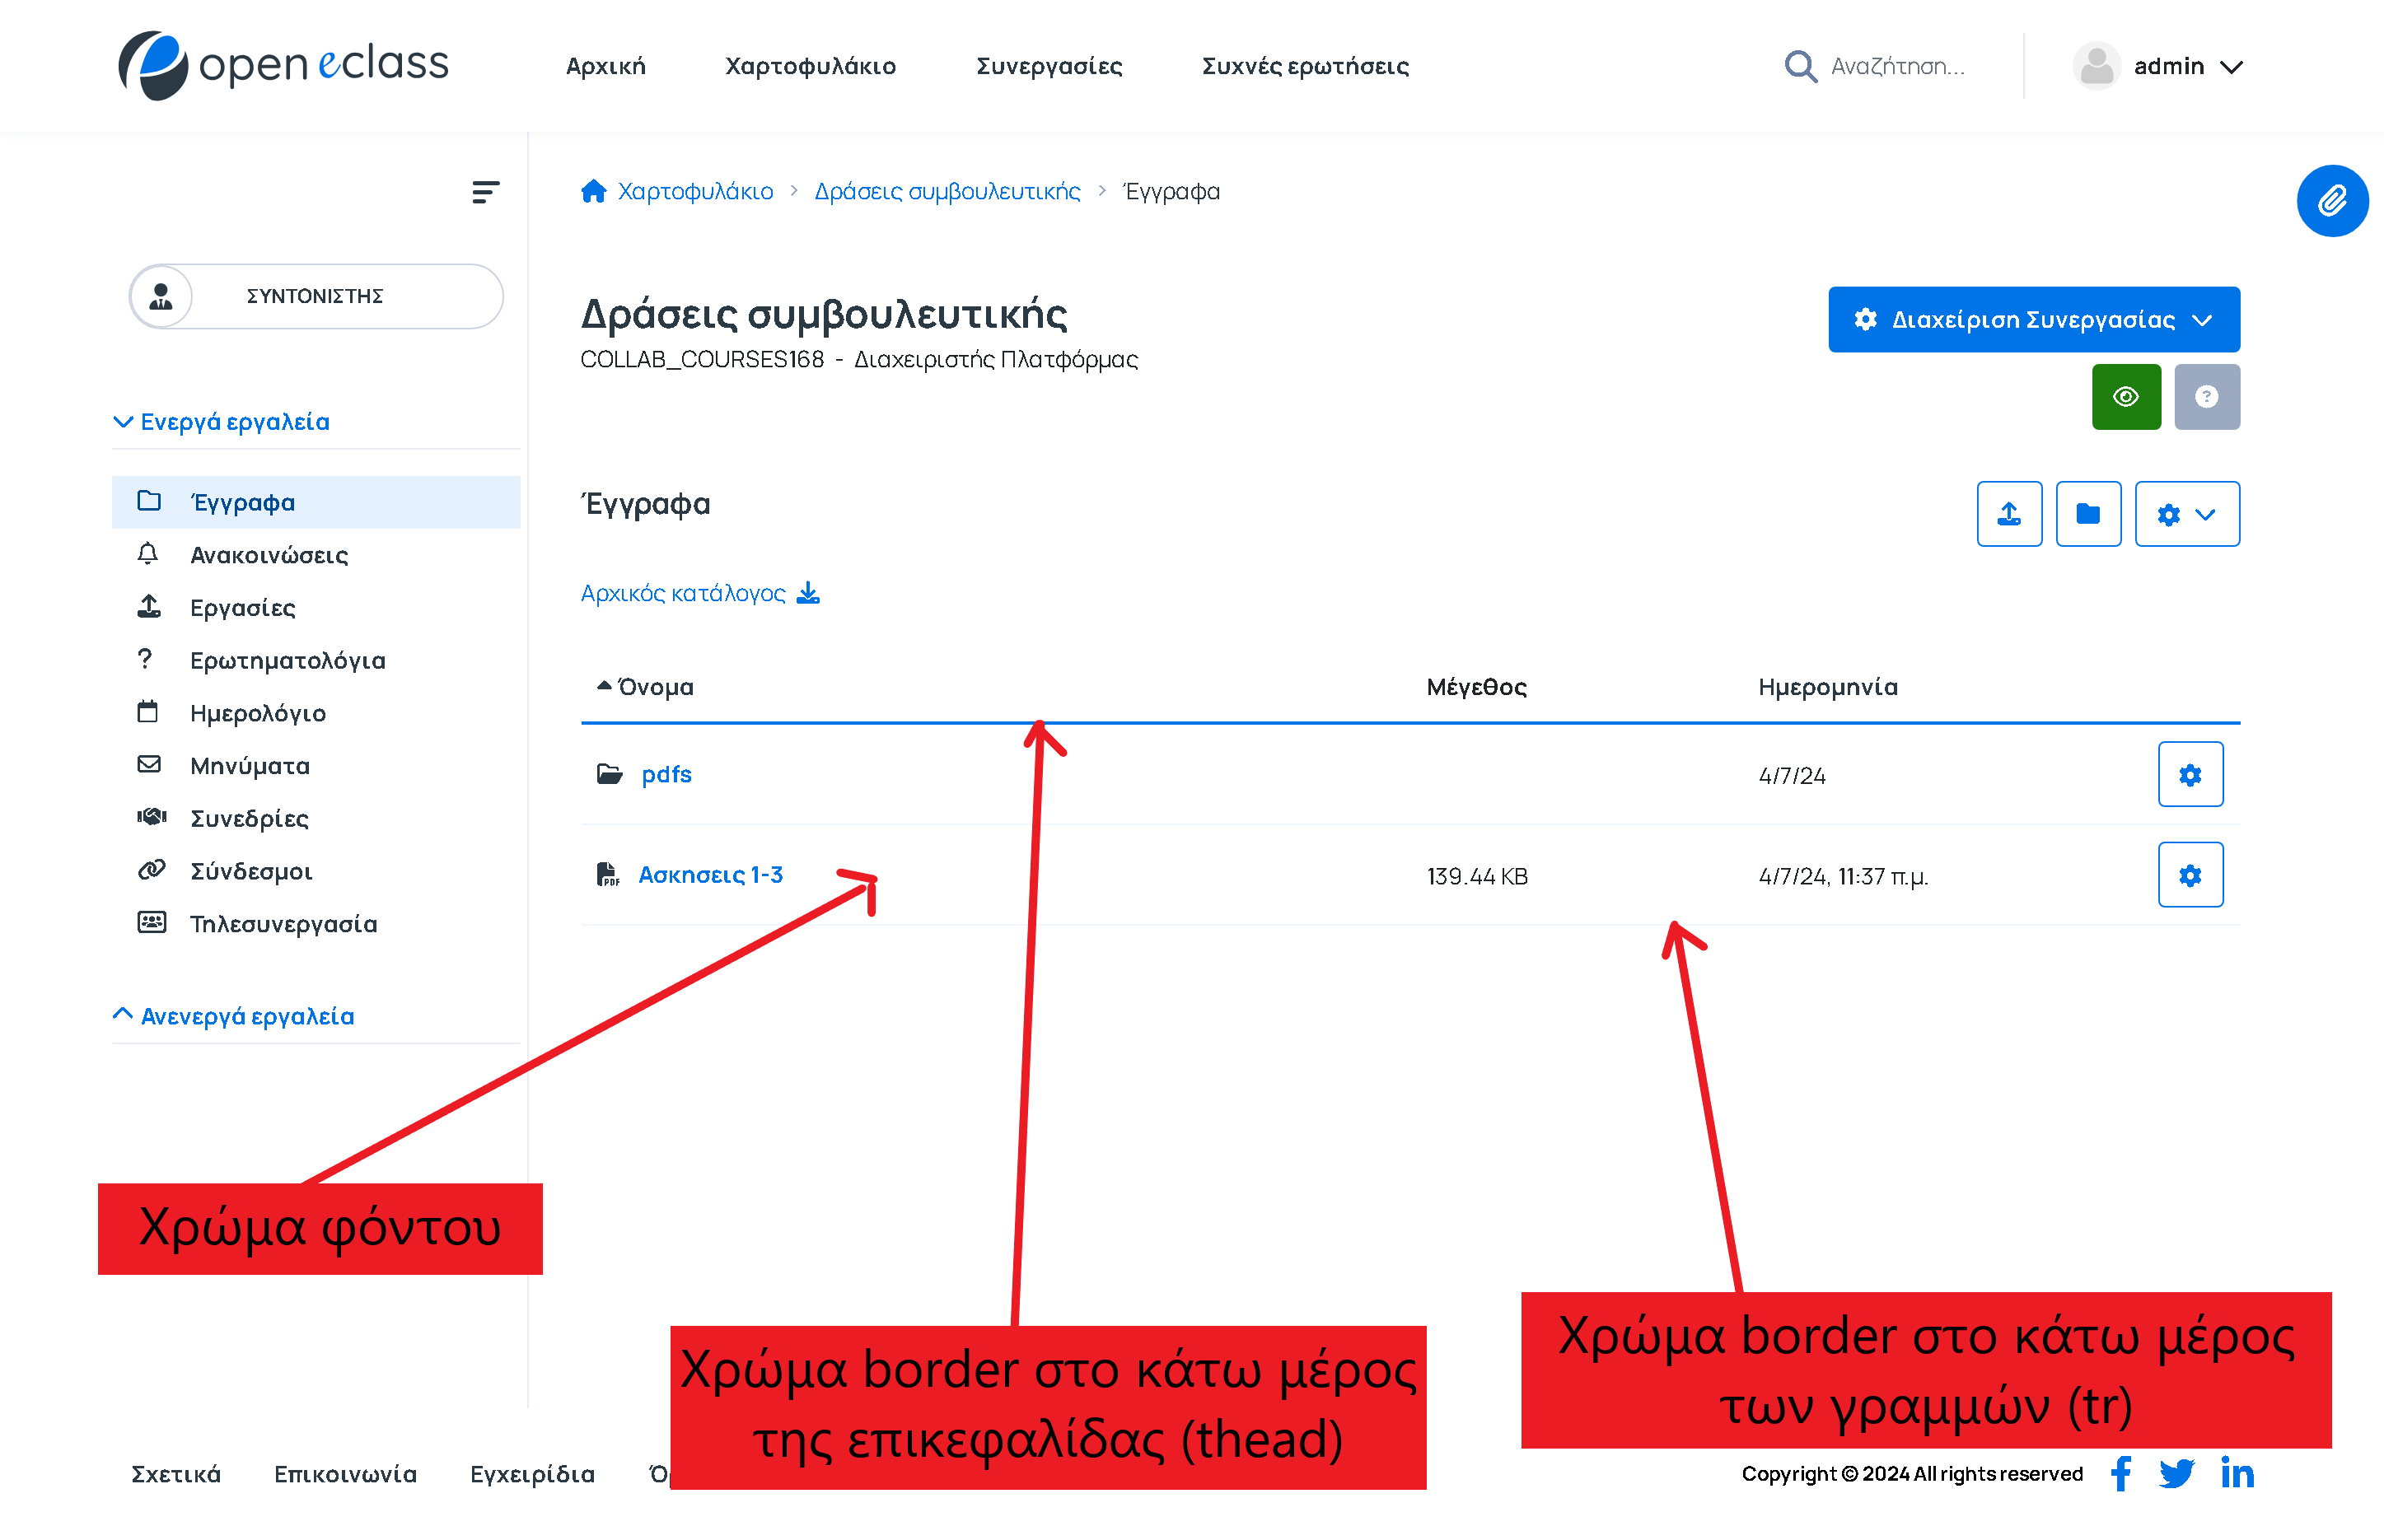 open eclass
Αρχική Χαρτοφυλάκιο Συνεργασίες Συχνές ερωτήσεις Αναζήτηση... admin
Χαρτοφυλάκιο > Δράσεις συμβουλευτικής > Έγγραφα
ΣΥΝΤΟΝΙΣΤΗΣ
Δράσεις συμβουλευτικής
COLLAB_COURSES168 - Διαχειριστής Πλατφόρμας
Διαχείριση Συνεργασίας
Ενεργά εργαλεία
Έγγραφα
Ανακοινώσεις
Εργασίες
Ερωτηματολόγια
Ημερολόγιο
Μηνύματα
Συνεδρίες
Σύνδεσμοι
Τηλεσυνεργασία
Ανενεργά εργαλεία
Έγγραφα
Αρχικός κατάλογος
Όνομα Μέγεθος Ημερομηνία
pdfs 4/7/24
Ασκησεις 1-3 139.44 KB 4/7/24, 11:37 π.μ.
Χρώμα φόντου
Χρώμα border στο κάτω μέρος
της επικεφαλίδας (thead)
Χρώμα border στο κάτω μέρος
των γραμμών (tr)
Σχετικά Επικοινωνία Εγχειρίδια
Copyright © 2024 All rights reserved